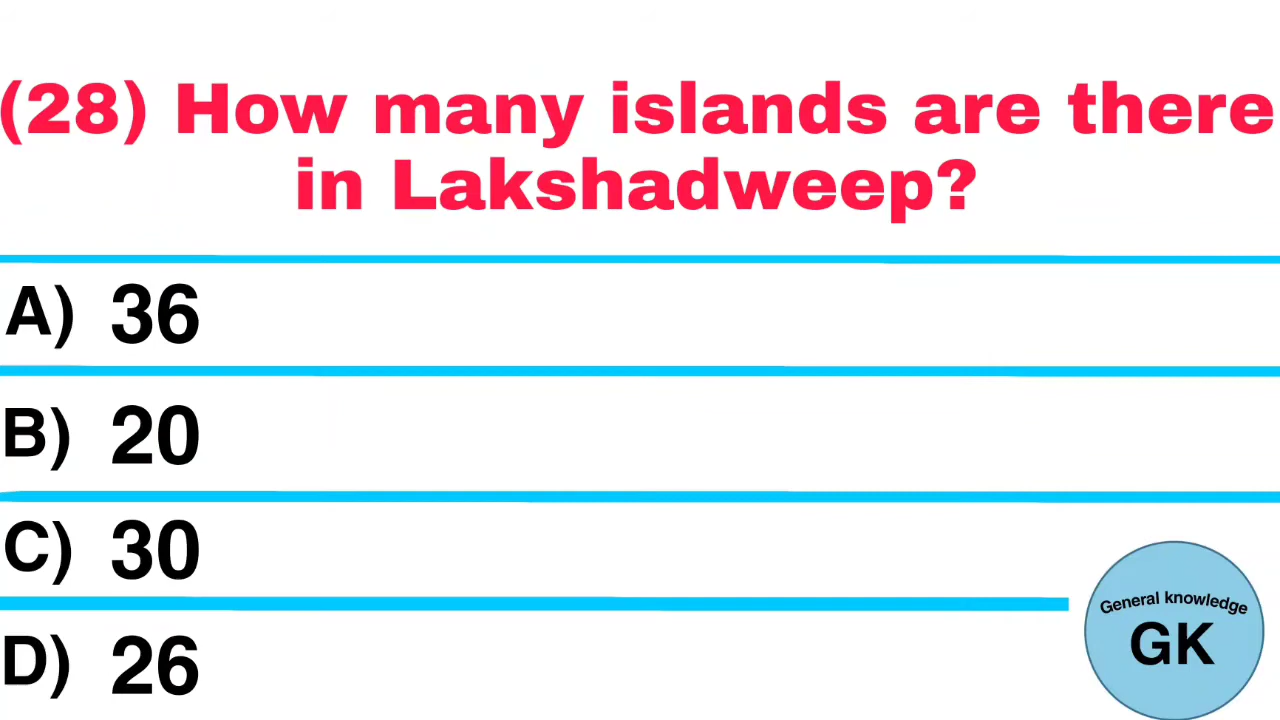 (28) How many islands are there
in Lakshadweep?
A) 36
B) 20
C) 30
D) 26
General knowledge
GK